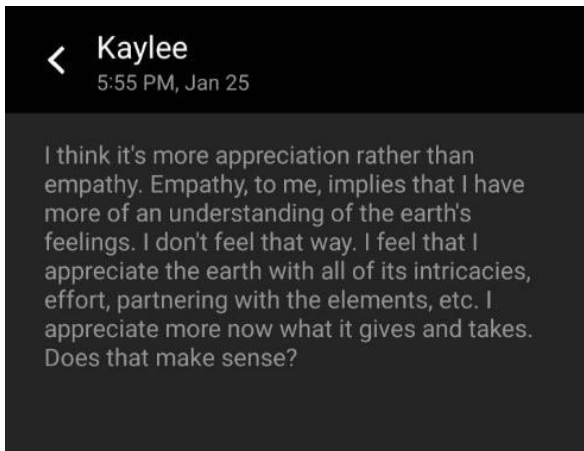 Kaylee
5:55 PM, Jan 25
I think it's more appreciation rather than
empathy. Empathy, to me, implies that I have
more of an understanding of the earth's
feelings. I don't feel that way. I feel that I
appreciate the earth with all of its intricacies,
effort, partnering with the elements, etc. I
appreciate more now what it gives and takes.
Does that make sense?